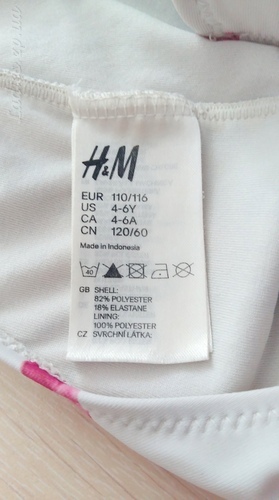 H&M
EUR 110/116
US 4-6Y
CA 4-6A
CN 120/60
Made in Indonesia
40
GB SHELL:
82% POLYESTER
18% ELASTANE
LINING:
100% POLYESTER
CZ SVRCHNÍ LÁTKA: